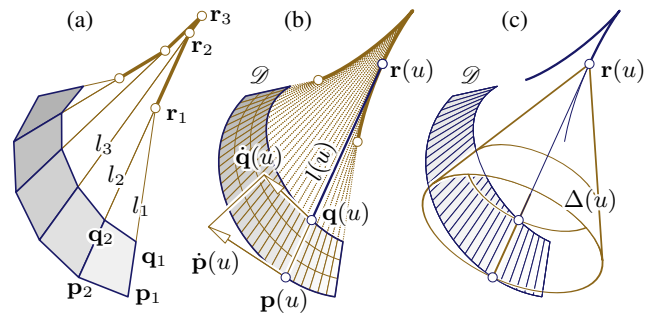 (a)
r₃
r₂
r₁
l₃
l₂
l₁
q₂
q₁
p₂
p₁
(b)
𝒟
r(u)
l(u)
q̇(u)
q(u)
ṗ(u)
p(u)
(c)
𝒟
r(u)
Δ(u)